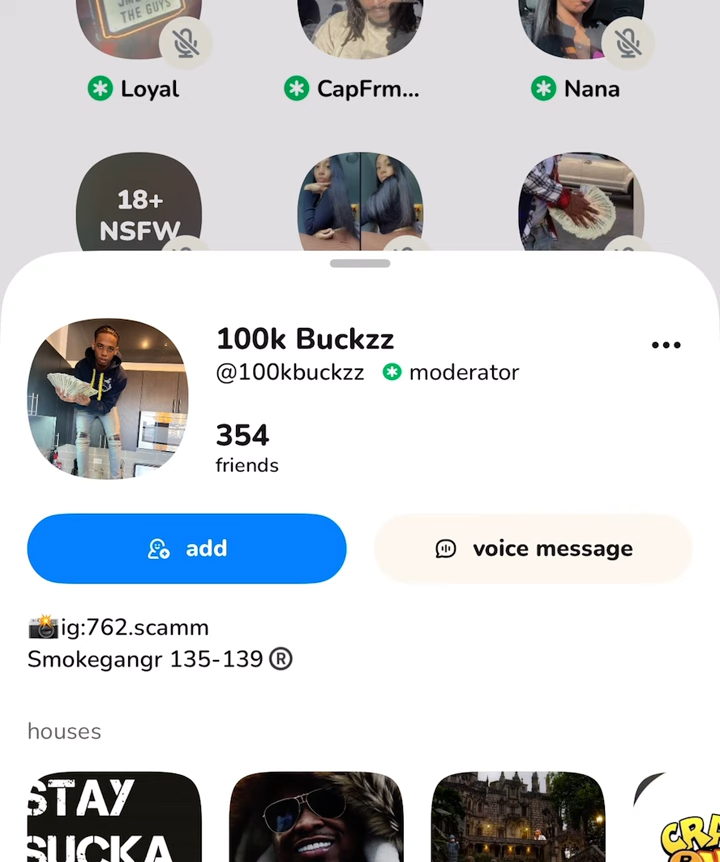 THE GUYS
Loyal
CapFrm...
Nana
18+
NSFW
100k Buckzz
@100kbuckzz moderator
354
friends
add
voice message
📸ig:762.scamm
Smokegangr 135-139®️
houses
STAY
SUCKA